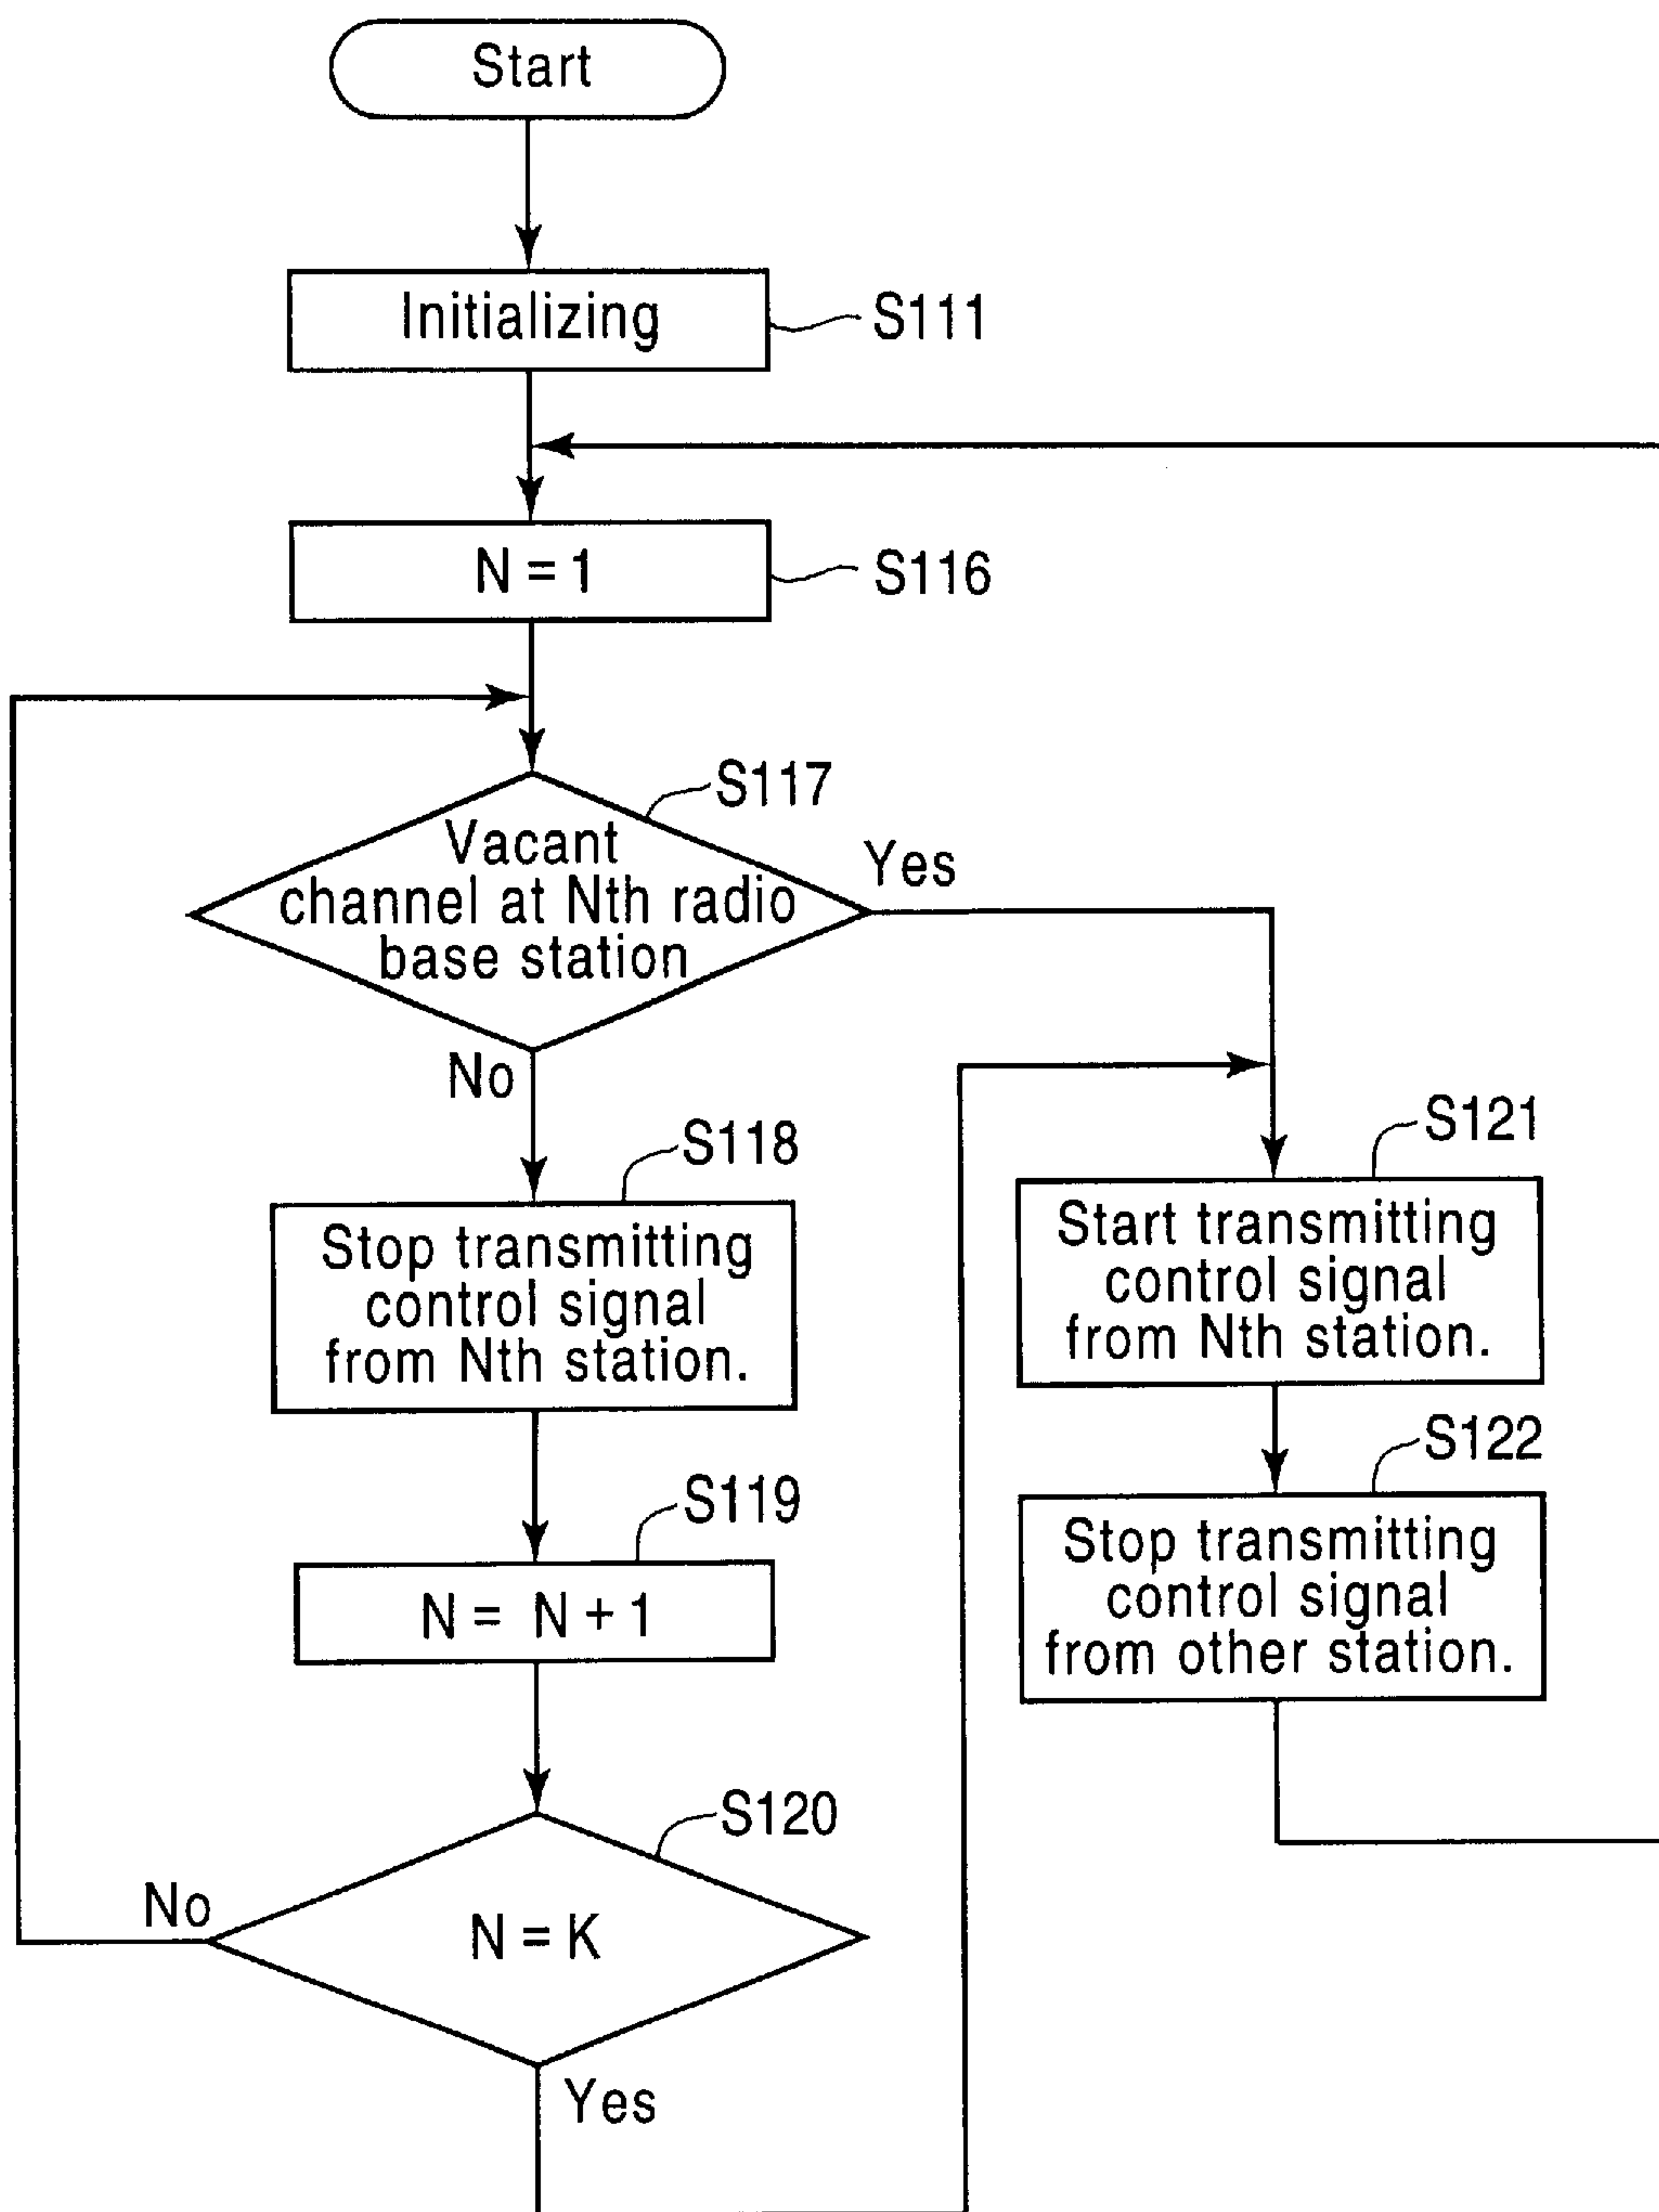 Start
Initializing
S111
N = 1
S116
S117
Vacant
channel at Nth radio
base station
Yes
No
S118
Stop transmitting
control signal
from Nth station.
S119
N = N + 1
S120
N = K
No
Yes
S121
Start transmitting
control signal
from Nth station.
S122
Stop transmitting
control signal
from other station.